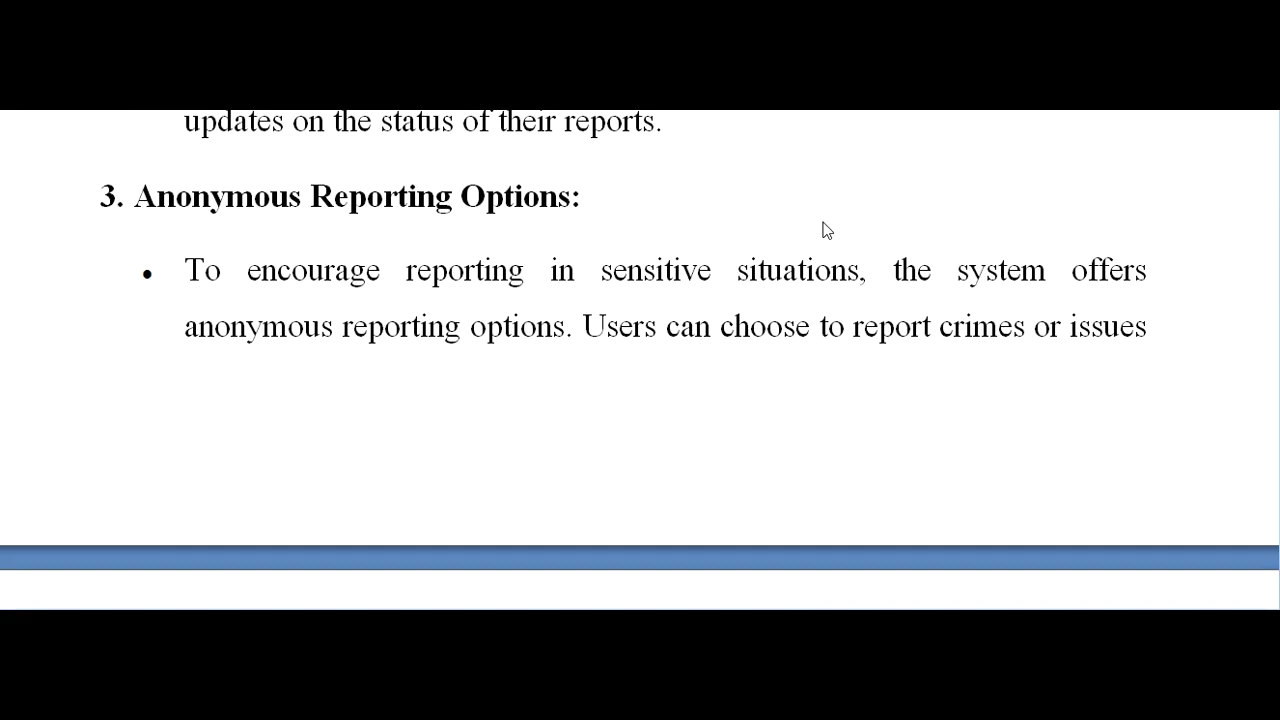 updates on the status of their reports.
3. Anonymous Reporting Options:
• To encourage reporting in sensitive situations, the system offers
anonymous reporting options. Users can choose to report crimes or issues